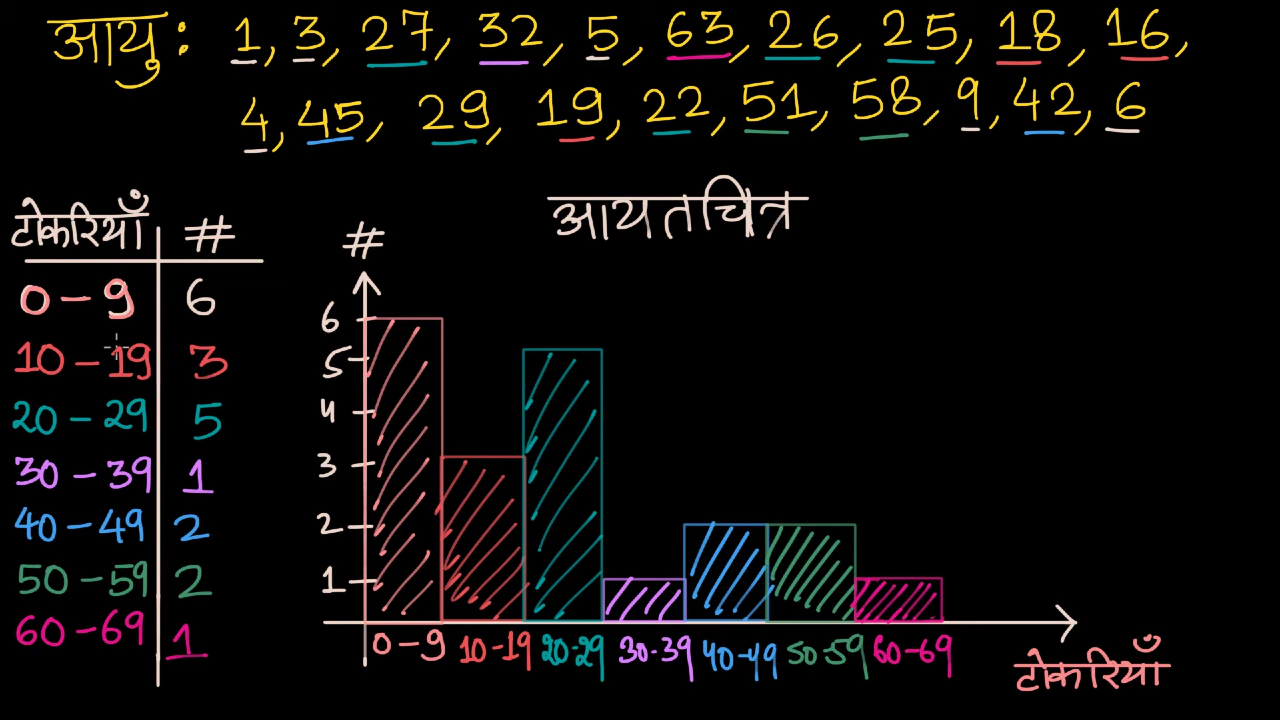 आयु : 1, 3, 27, 32, 5, 63, 26, 25, 18, 16,
4, 45, 29, 19, 22, 51, 58, 9, 42, 6
आयतचित्र
टोकरियाँ #
0 - 9 6
10 - 19 3
20 - 29 5
30 - 39 1
40 - 49 2
50 - 59 2
60 - 69 1
#
6
5
4
3
2
1
0 - 9 10 - 19 20 - 29 30 - 39 40 - 49 50 - 59 60 - 69
टोकरियाँ